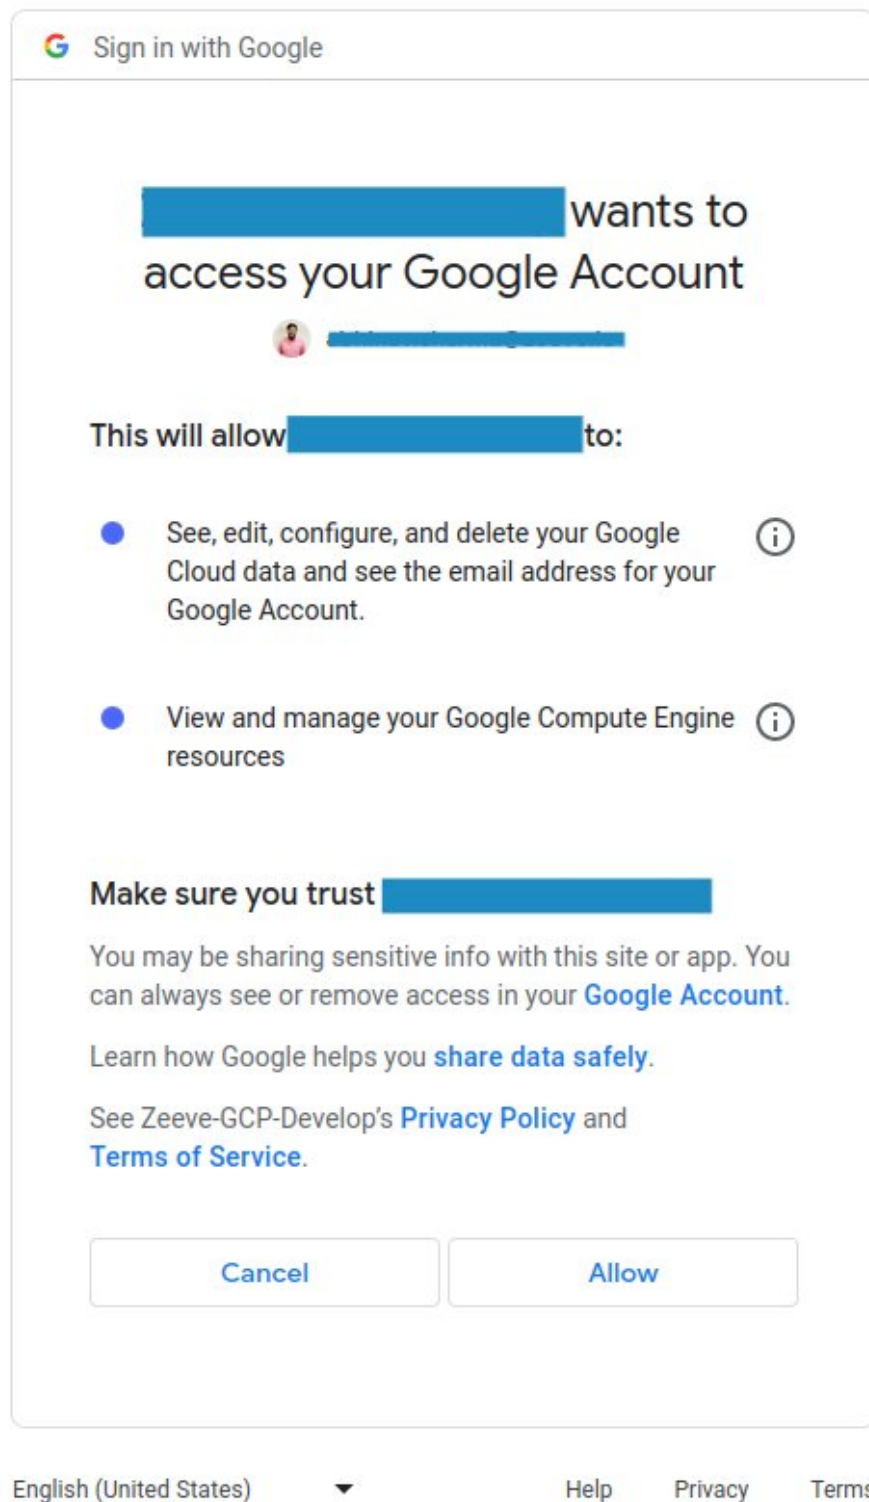 Sign in with Google
wants to
access your Google Account
This will allow to:
See, edit, configure, and delete your Google
Cloud data and see the email address for your
Google Account.
View and manage your Google Compute Engine
resources
Make sure you trust
You may be sharing sensitive info with this site or app. You
can always see or remove access in your Google Account.
Learn how Google helps you share data safely.
See Zeeve-GCP-Develop's Privacy Policy and
Terms of Service.
Cancel Allow
English (United States) Help Privacy Terms